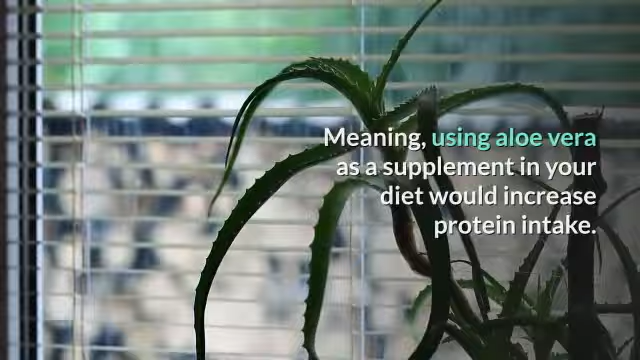 Meaning, using aloe vera
as a supplement in your
diet would increase
protein intake.